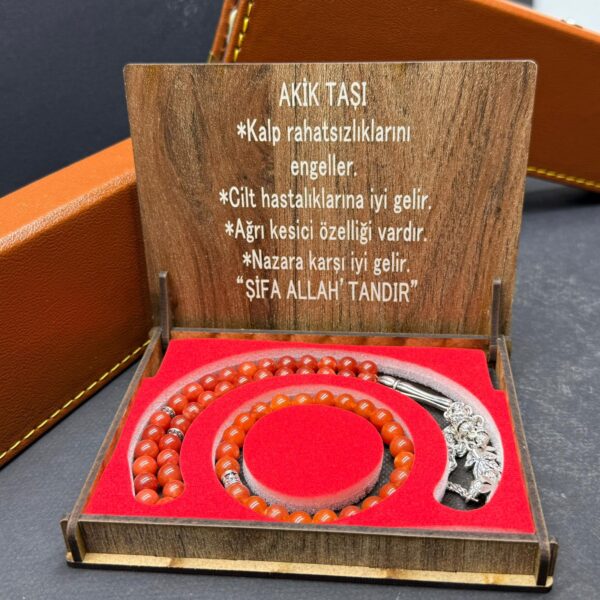 AKİK TAŞI
*Kalp rahatsızlıklarını
engeller.
*Cilt hastalıklarına iyi gelir.
*Ağrı kesici özelliği vardır.
*Nazara karşı iyi gelir.
“ŞİFA ALLAH' TANDIR”